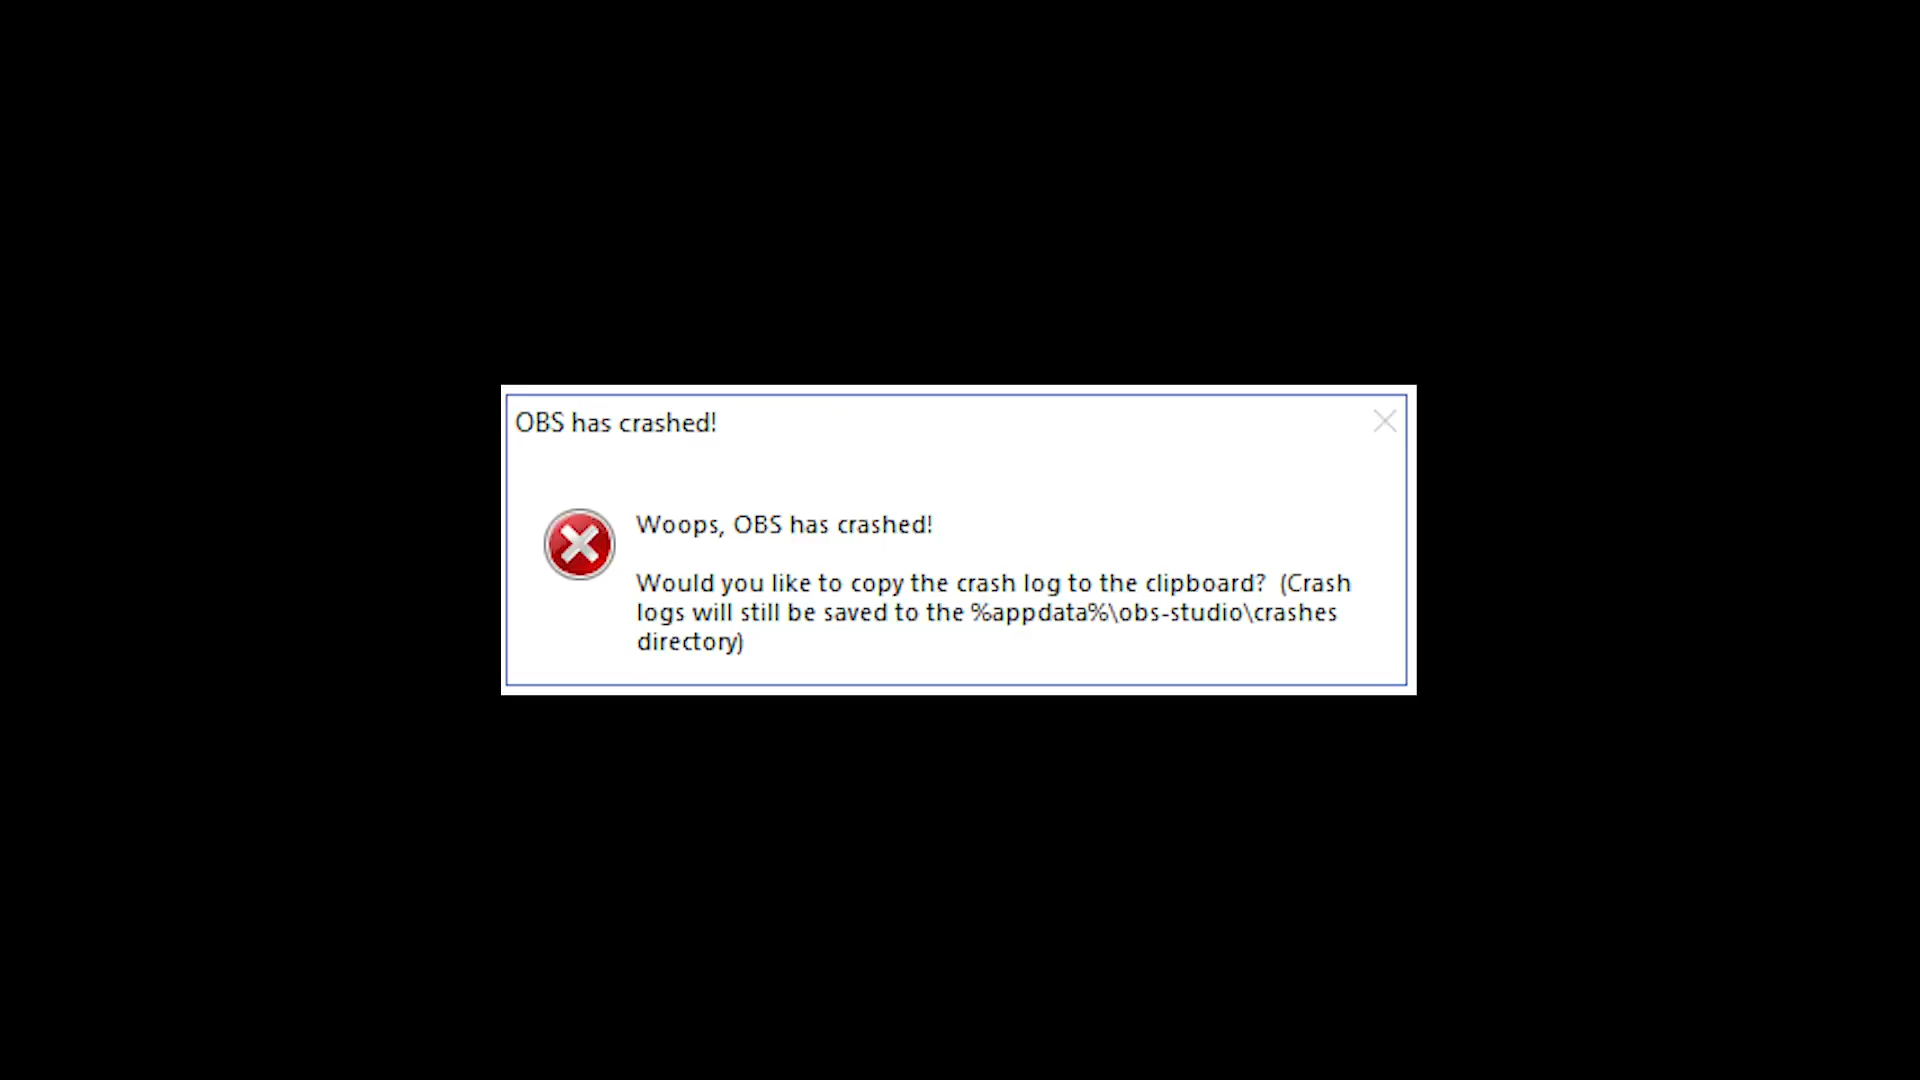 OBS has crashed!
Woops, OBS has crashed!
Would you like to copy the crash log to the clipboard?  (Crash
logs will still be saved to the %appdata%\obs-studio\crashes
directory)